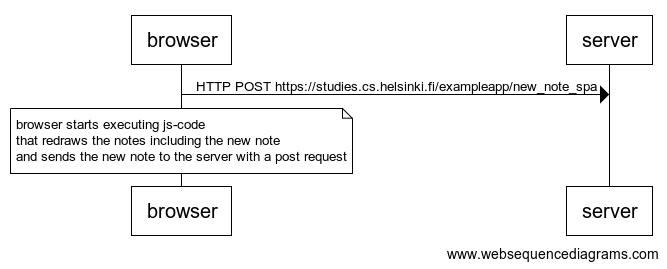 browser
server
HTTP POST https://studies.cs.helsinki.fi/exampleapp/new_note_spa
browser starts executing js-code
that redraws the notes including the new note
and sends the new note to the server with a post request
browser
server
www.websequencediagrams.com